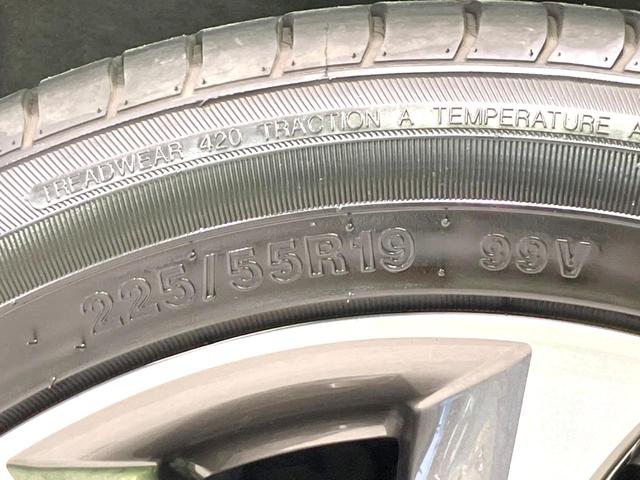 TREADWEAR 420 TRACTION A TEMPERATURE A
225/55R19 99V